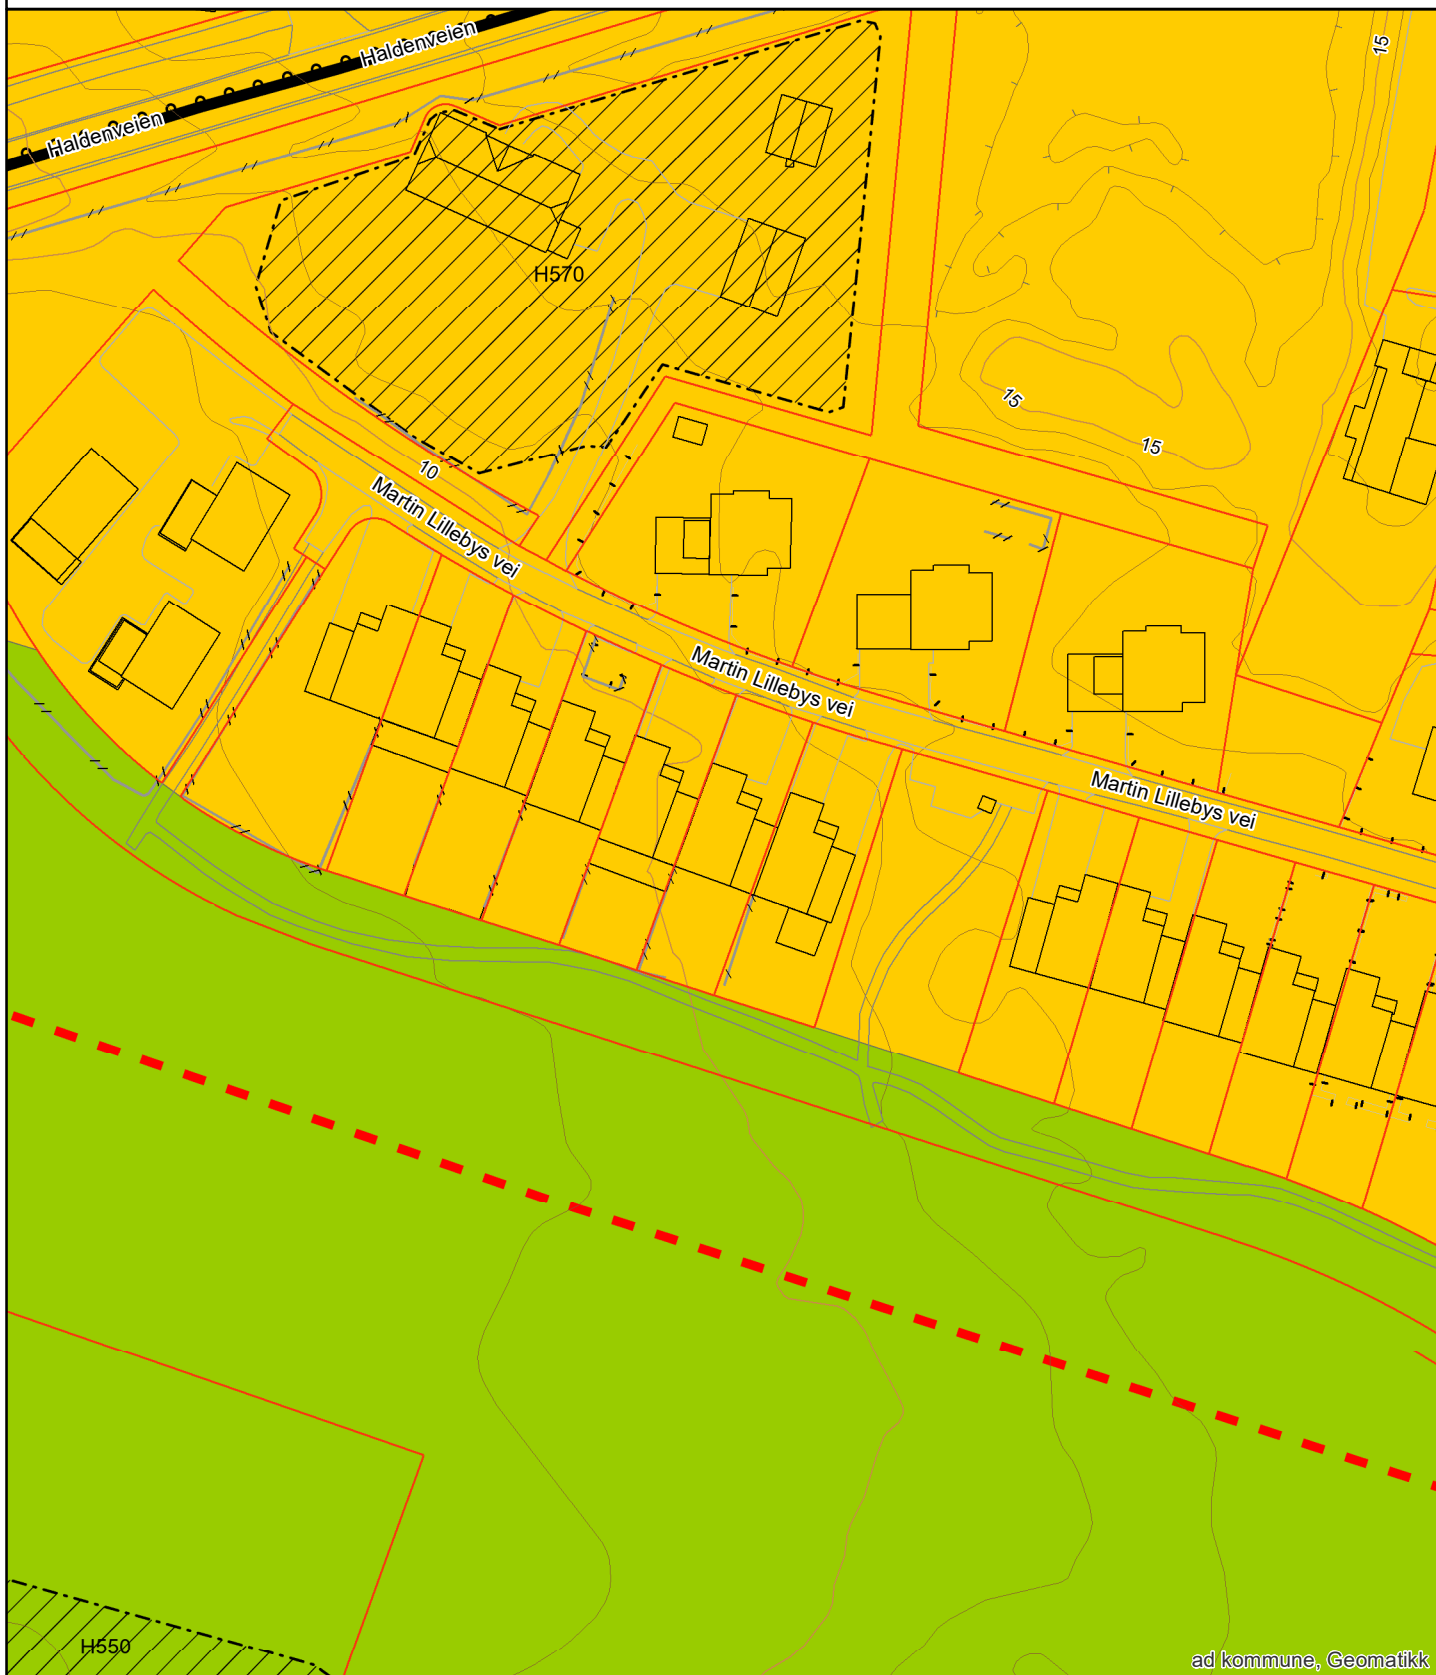 Haldenveien
Haldenveien
15
H570
15
15
10
Martin Lillebys vei
Martin Lillebys vei
Martin Lillebys vei
H550
ad kommune, Geomatikk